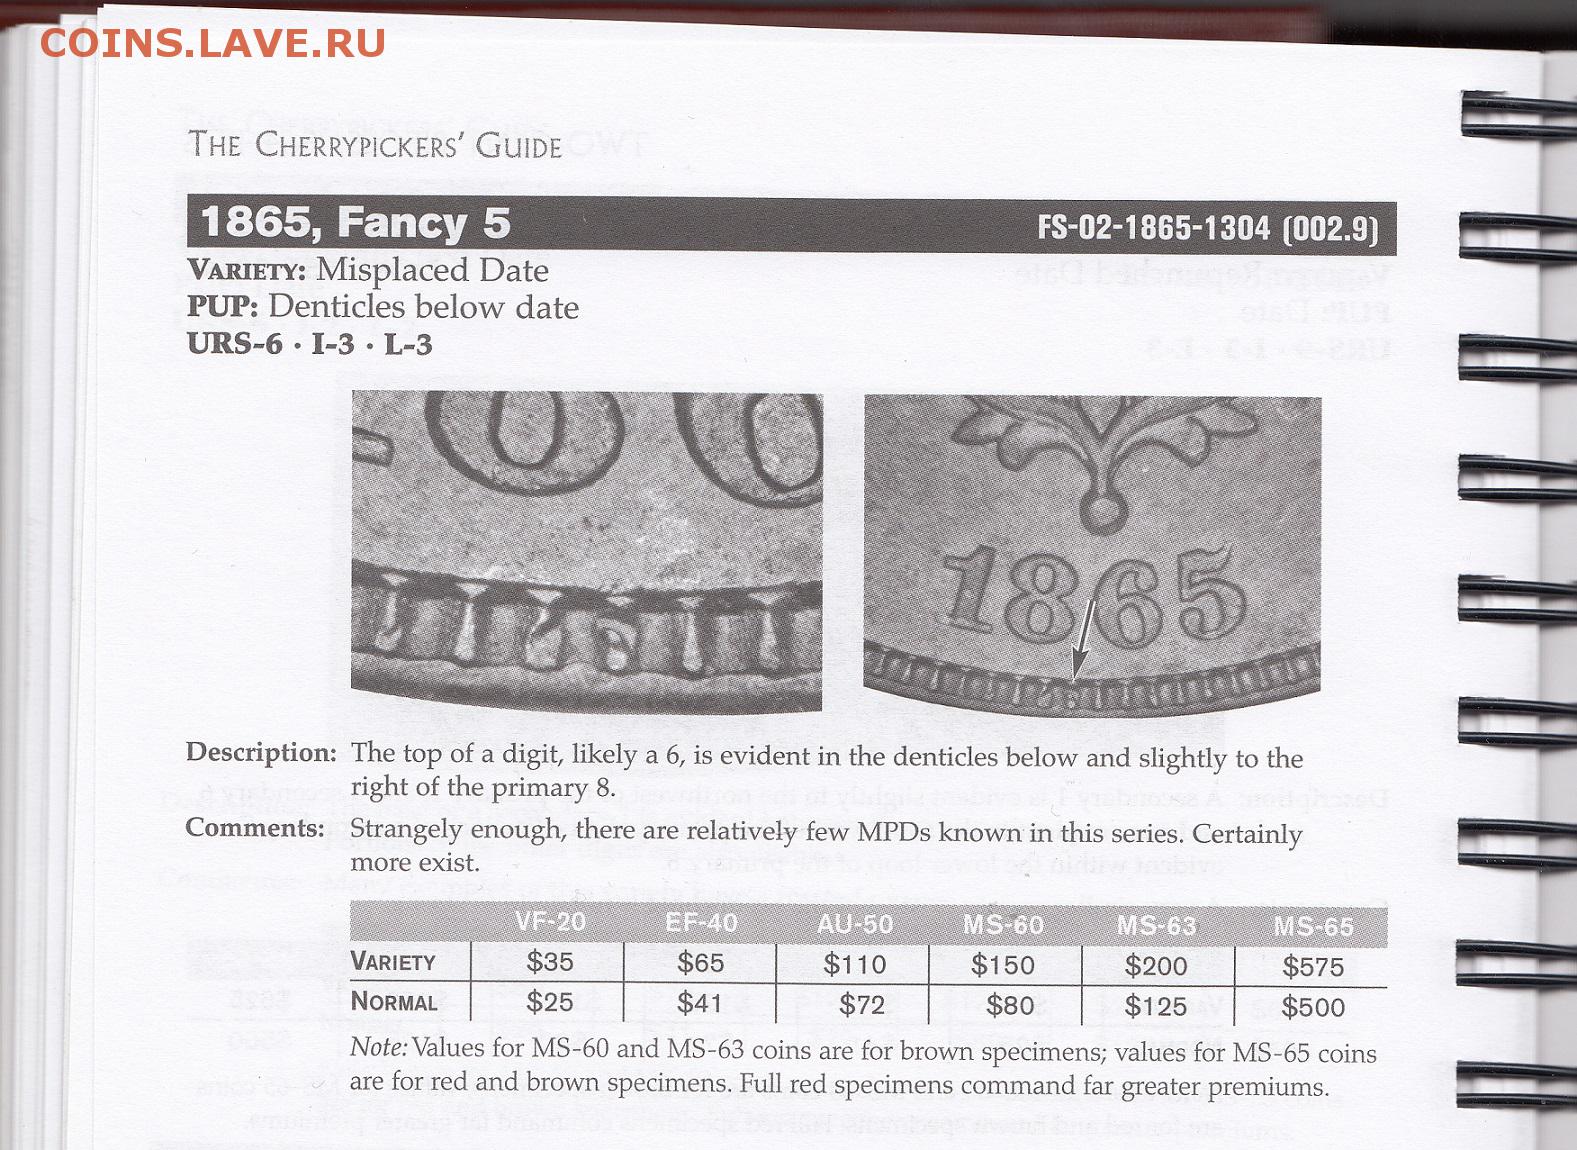 COINS.LAVE.RU
THE CHERRYPICKERS' GUIDE
1865, Fancy 5 FS-02-1865-1304 (002.9)
VARIETY: Misplaced Date
PUP: Denticles below date
URS-6 · I-3 · L-3
1865
Description: The top of a digit, likely a 6, is evident in the denticles below and slightly to the
right of the primary 8.
Comments: Strangely enough, there are relatively few MPDs known in this series. Certainly
more exist.
VF-20 EF-40 AU-50 MS-60 MS-63 MS-65
VARIETY $35 $65 $110 $150 $200 $575
NORMAL $25 $41 $72 $80 $125 $500
Note: Values for MS-60 and MS-63 coins are for brown specimens; values for MS-65 coins
are for red and brown specimens. Full red specimens command far greater premiums.